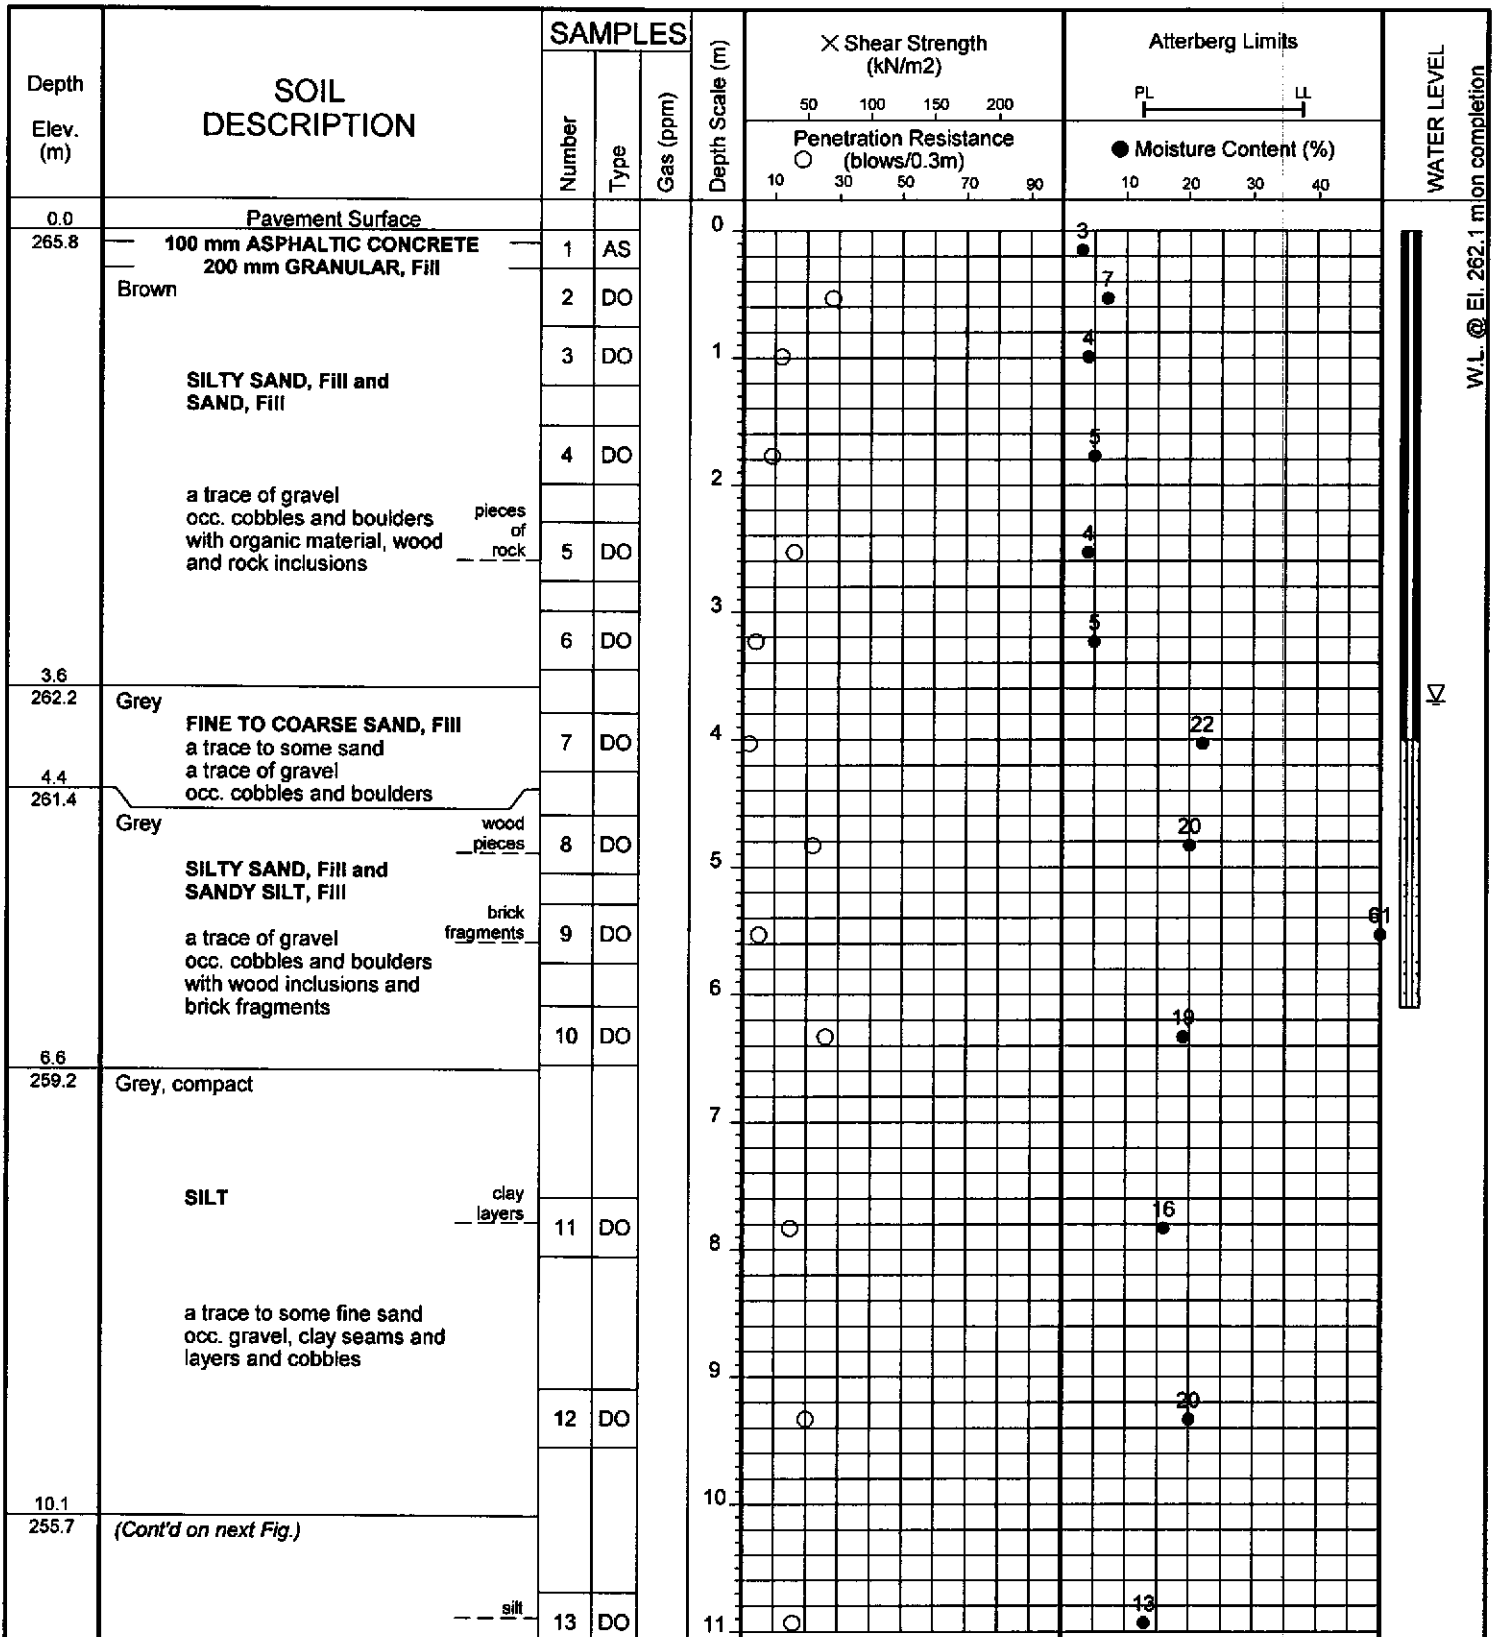 Depth
Elev.
(m)
SOIL
DESCRIPTION
SAMPLES
Number
Type
Gas (ppm)
Depth Scale (m)
× Shear Strength
(kN/m2)
50 100 150 200
Penetration Resistance
(blows/0.3m)
10 30 50 70 90
Atterberg Limits
PL LL
Moisture Content (%)
10 20 30 40
WATER LEVEL
W.L. @ El. 262.1 m on completion
0.0
265.8
Pavement Surface
100 mm ASPHALTIC CONCRETE
200 mm GRANULAR, Fill
Brown
SILTY SAND, Fill and
SAND, Fill
a trace of gravel
occ. cobbles and boulders
with organic material, wood
and rock inclusions
pieces
of
rock
3.6
262.2
Grey
FINE TO COARSE SAND, Fill
a trace to some sand
a trace of gravel
occ. cobbles and boulders
4.4
261.4
Grey
wood
pieces
SILTY SAND, Fill and
SANDY SILT, Fill
brick
fragments
a trace of gravel
occ. cobbles and boulders
with wood inclusions and
brick fragments
6.6
259.2
Grey, compact
SILT
clay
layers
a trace to some fine sand
occ. gravel, clay seams and
layers and cobbles
10.1
255.7
(Cont'd on next Fig.)
silt
1 AS
2 DO
3 DO
4 DO
5 DO
6 DO
7 DO
8 DO
9 DO
10 DO
11 DO
12 DO
13 DO
0
1
2
3
4
5
6
7
8
9
10
11
3
7
4
5
4
5
22
20
61
19
16
20
13